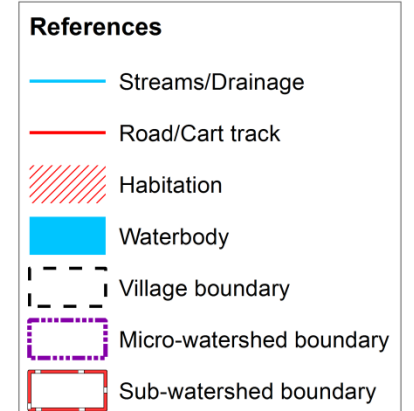 References
Streams/Drainage
Road/Cart track
Habitation
Waterbody
Village boundary
Micro-watershed boundary
Sub-watershed boundary